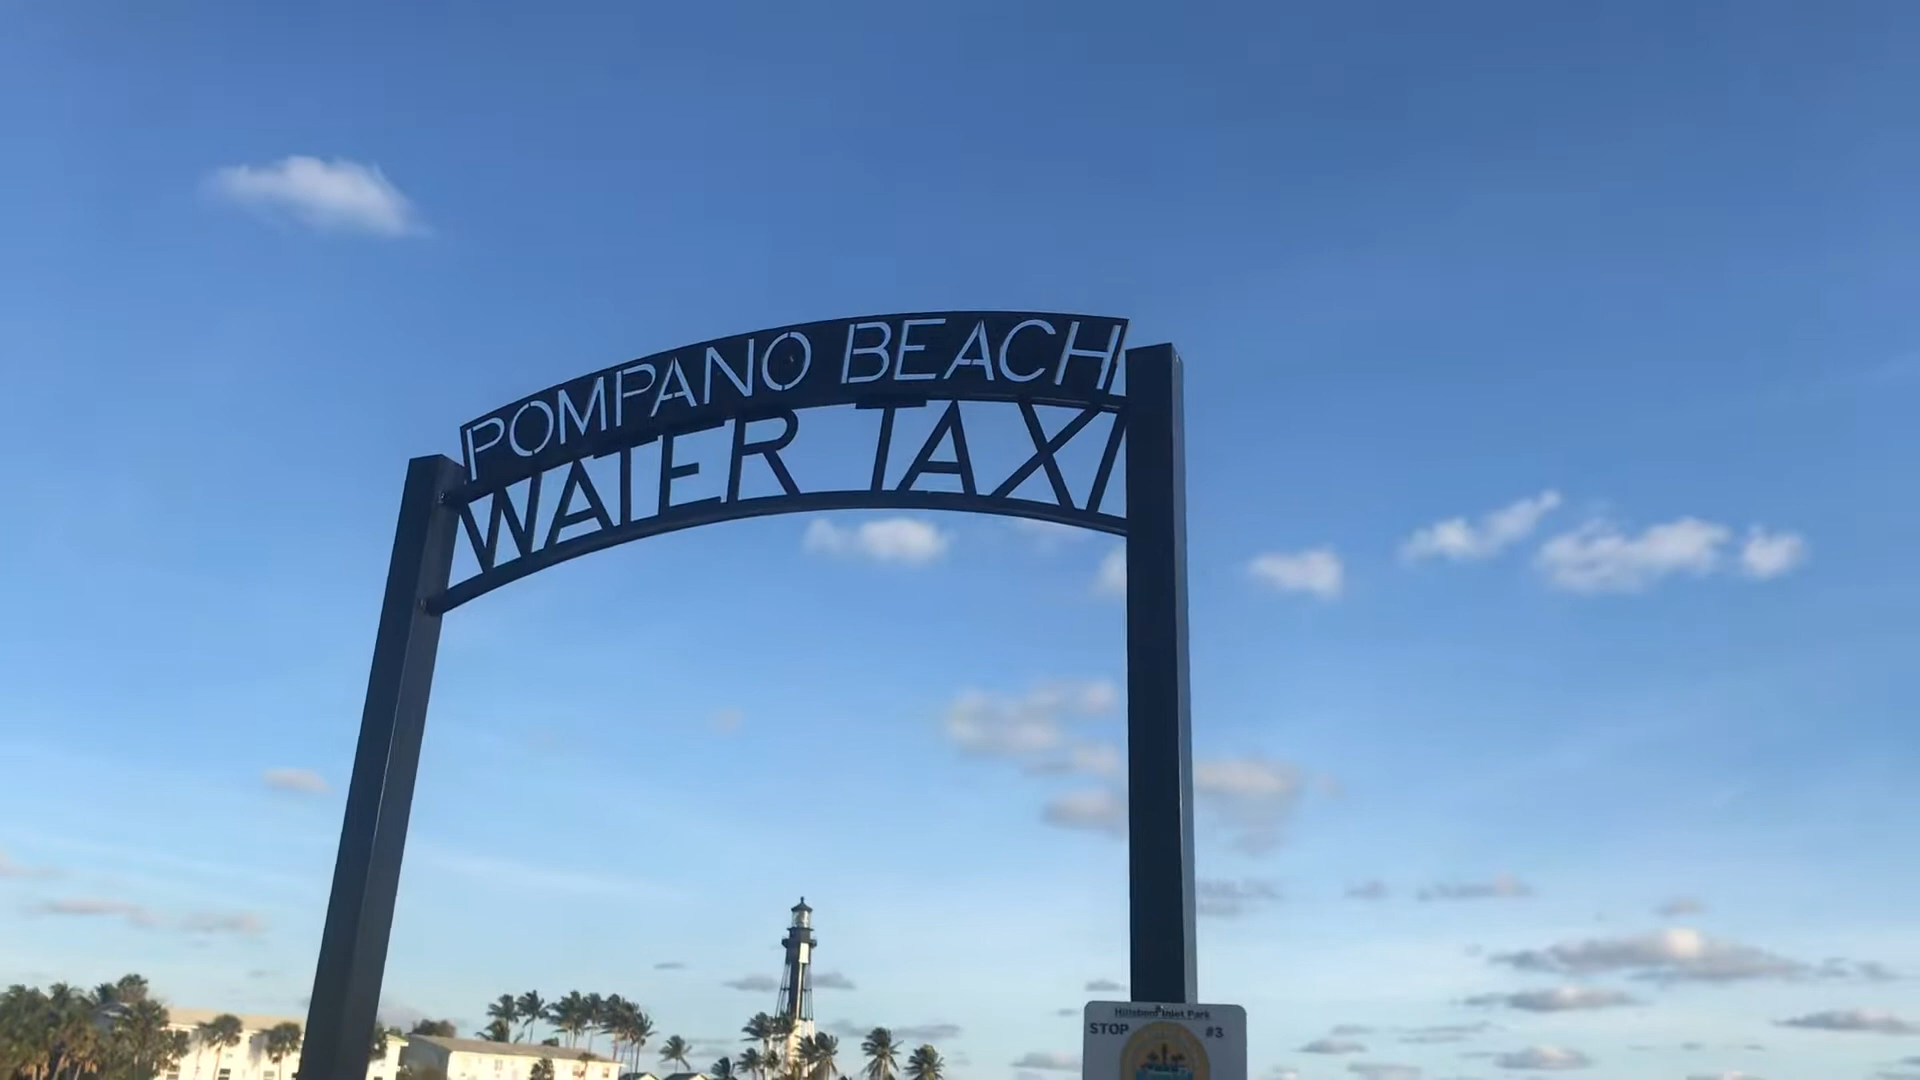 POMPANO BEACH
WATER TAXI
Hillsboro Inlet Park
STOP #3